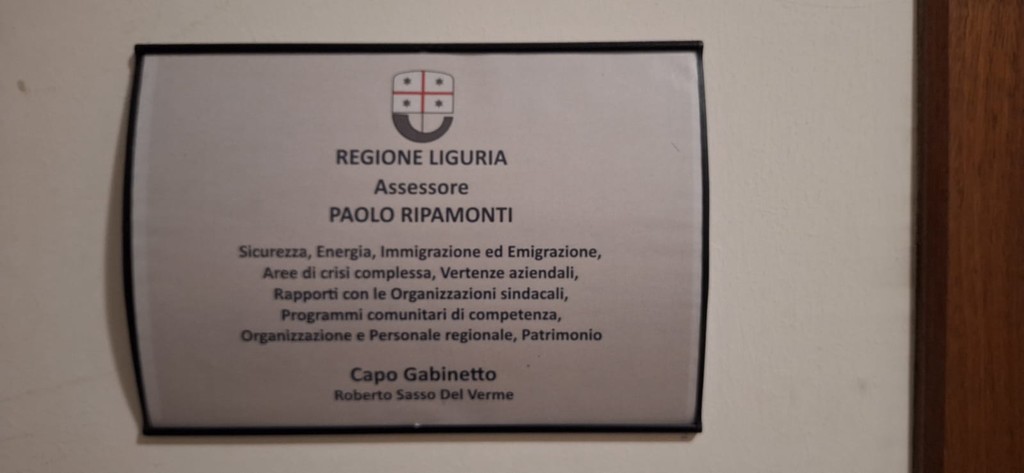 REGIONE LIGURIA
Assessore
PAOLO RIPAMONTI
Sicurezza, Energia, Immigrazione ed Emigrazione,
Aree di crisi complessa, Vertenze aziendali,
Rapporti con le Organizzazioni sindacali,
Programmi comunitari di competenza,
Organizzazione e Personale regionale, Patrimonio
Capo Gabinetto
Roberto Sasso Del Verme